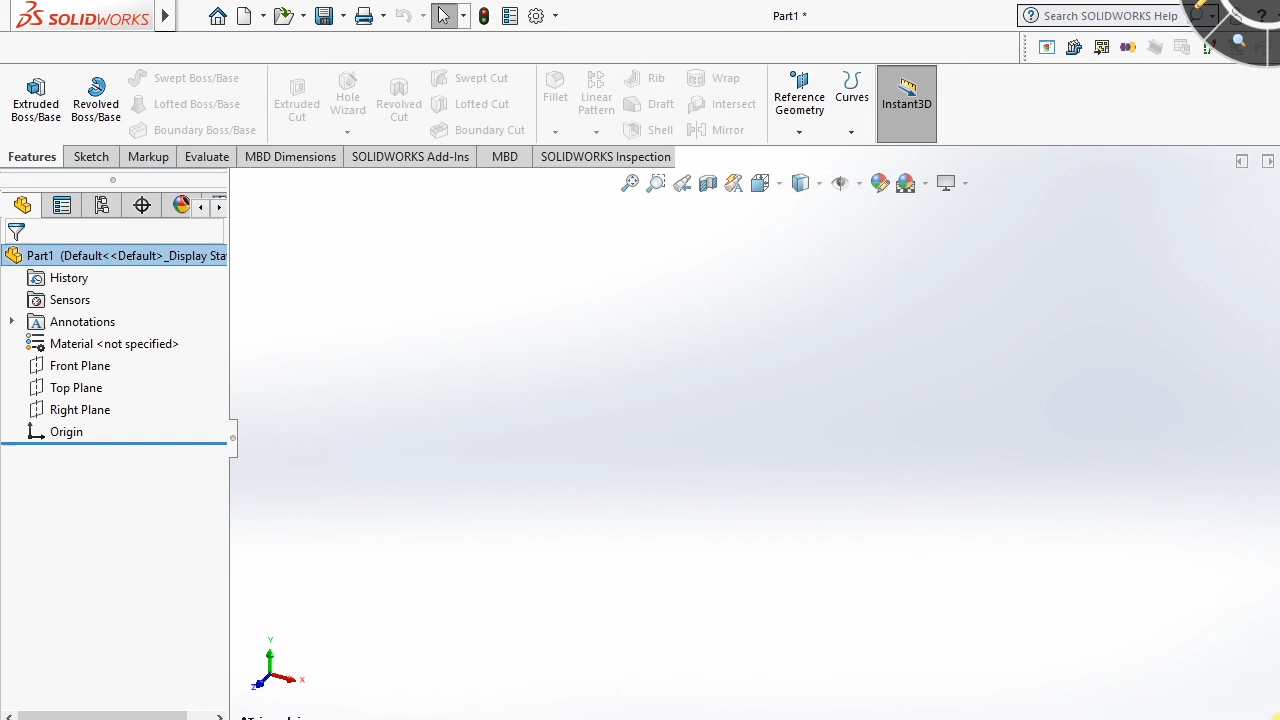 SOLIDWORKS
Part1 *
Search SOLIDWORKS Help
Extruded Boss/Base
Revolved Boss/Base
Swept Boss/Base
Lofted Boss/Base
Boundary Boss/Base
Extruded Cut
Hole Wizard
Revolved Cut
Swept Cut
Lofted Cut
Boundary Cut
Fillet
Linear Pattern
Rib
Draft
Shell
Wrap
Intersect
Mirror
Reference Geometry
Curves
Instant3D
Features
Sketch
Markup
Evaluate
MBD Dimensions
SOLIDWORKS Add-Ins
MBD
SOLIDWORKS Inspection
Part1 (Default<<Default>_Display Sta
History
Sensors
Annotations
Material <not specified>
Front Plane
Top Plane
Right Plane
Origin
Y
X
Z